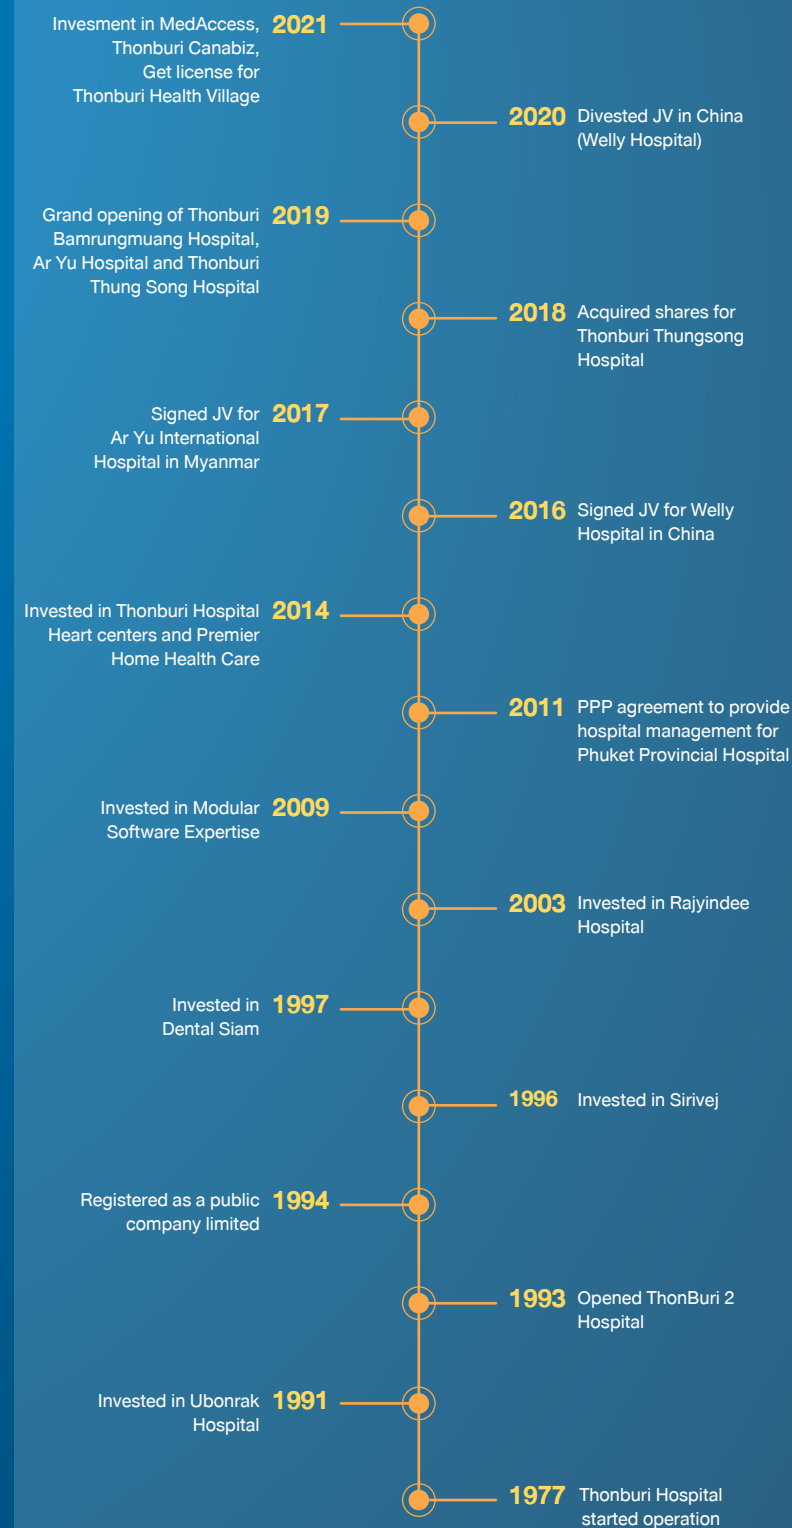 2021
Invesment in MedAccess,
Thonburi Canabiz,
Get license for
Thonburi Health Village
2020
Divested JV in China
(Welly Hospital)
2019
Grand opening of Thonburi
Bamrungmuang Hospital,
Ar Yu Hospital and Thonburi
Thung Song Hospital
2018
Acquired shares for
Thonburi Thungsong
Hospital
2017
Signed JV for
Ar Yu International
Hospital in Myanmar
2016
Signed JV for Welly
Hospital in China
2014
Invested in Thonburi Hospital
Heart centers and Premier
Home Health Care
2011
PPP agreement to provide
hospital management for
Phuket Provincial Hospital
2009
Invested in Modular
Software Expertise
2003
Invested in Rajyindee
Hospital
1997
Invested in
Dental Siam
1996
Invested in Sirivej
1994
Registered as a public
company limited
1993
Opened ThonBuri 2
Hospital
1991
Invested in Ubonrak
Hospital
1977
Thonburi Hospital
started operation